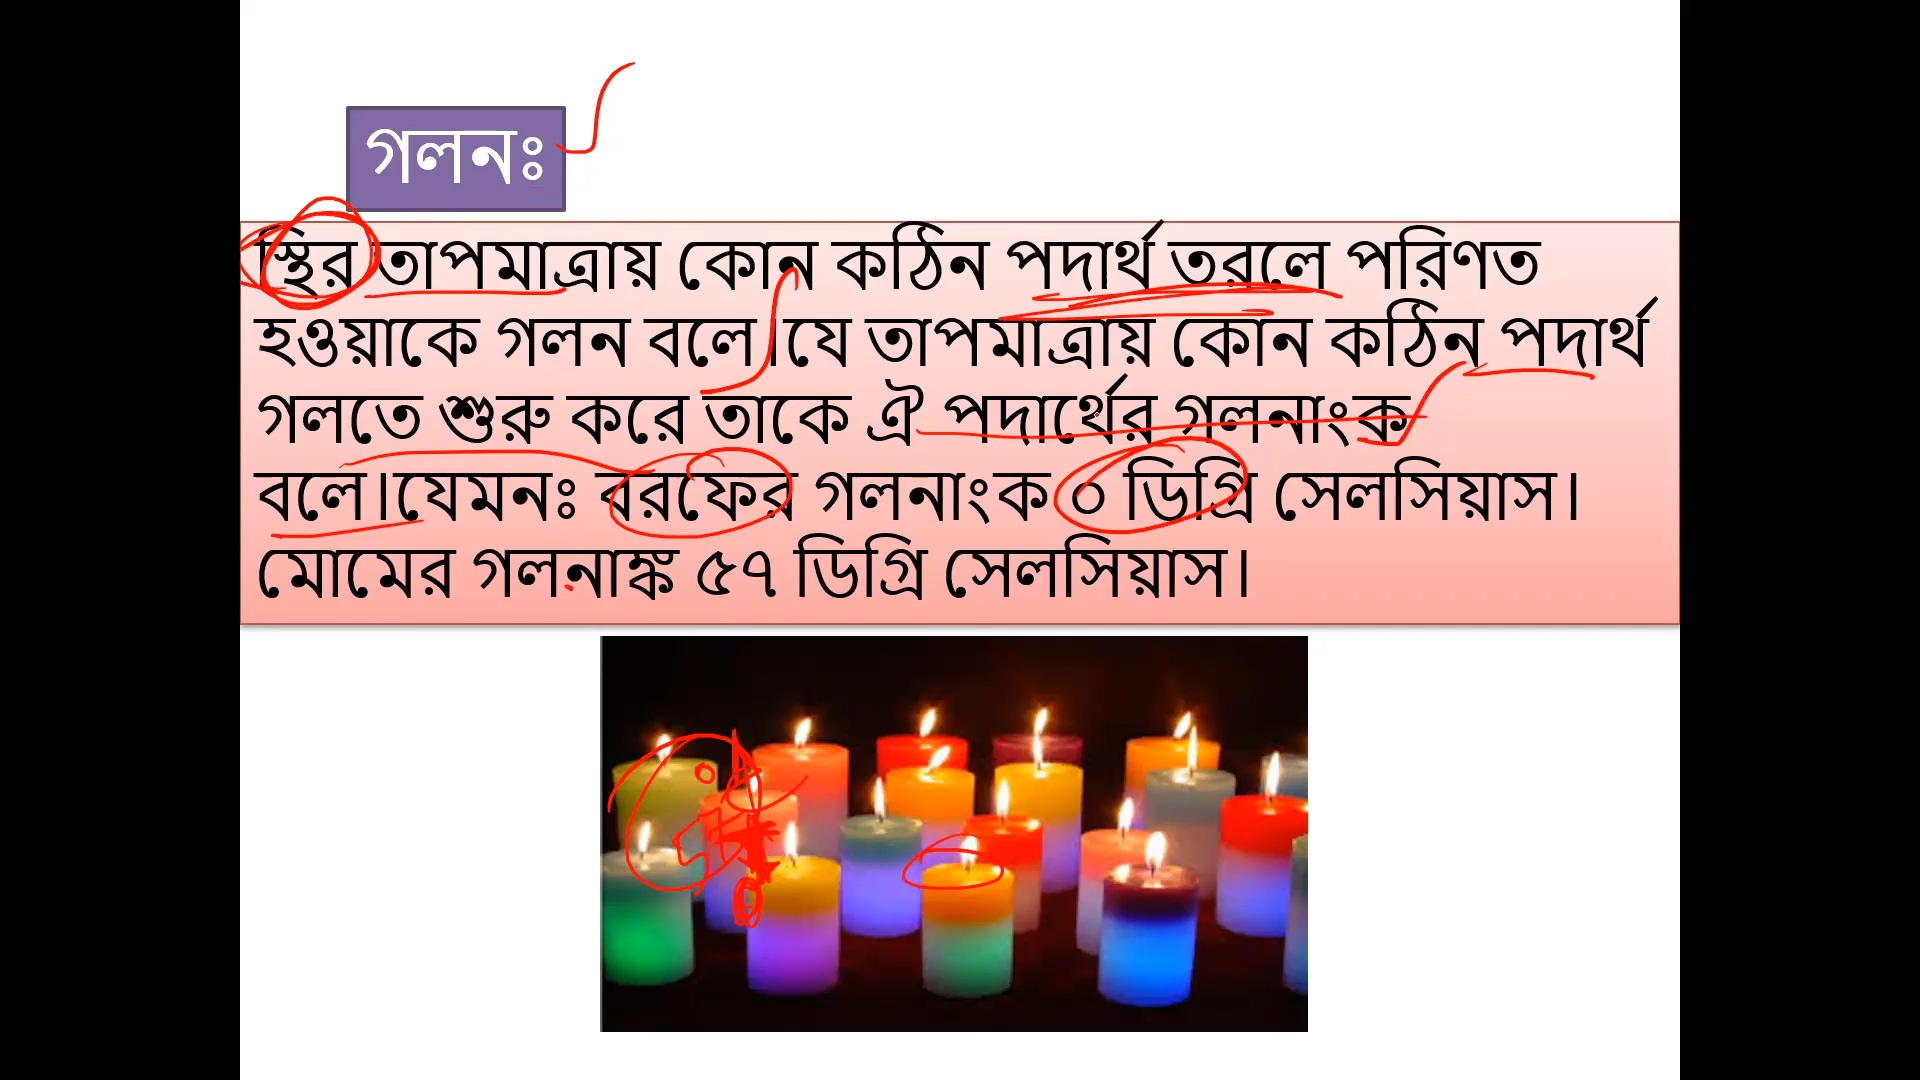 গলনঃ
স্থির তাপমাত্রায় কোন কঠিন পদার্থ তরলে পরিণত
হওয়াকে গলন বলে।যে তাপমাত্রায় কোন কঠিন পদার্থ
গলতে শুরু করে তাকে ঐ পদার্থের গলনাংক
বলে।যেমনঃ বরফের গলনাংক ০ ডিগ্রি সেলসিয়াস।
মোমের গলনাঙ্ক ৫৭ ডিগ্রি সেলসিয়াস।